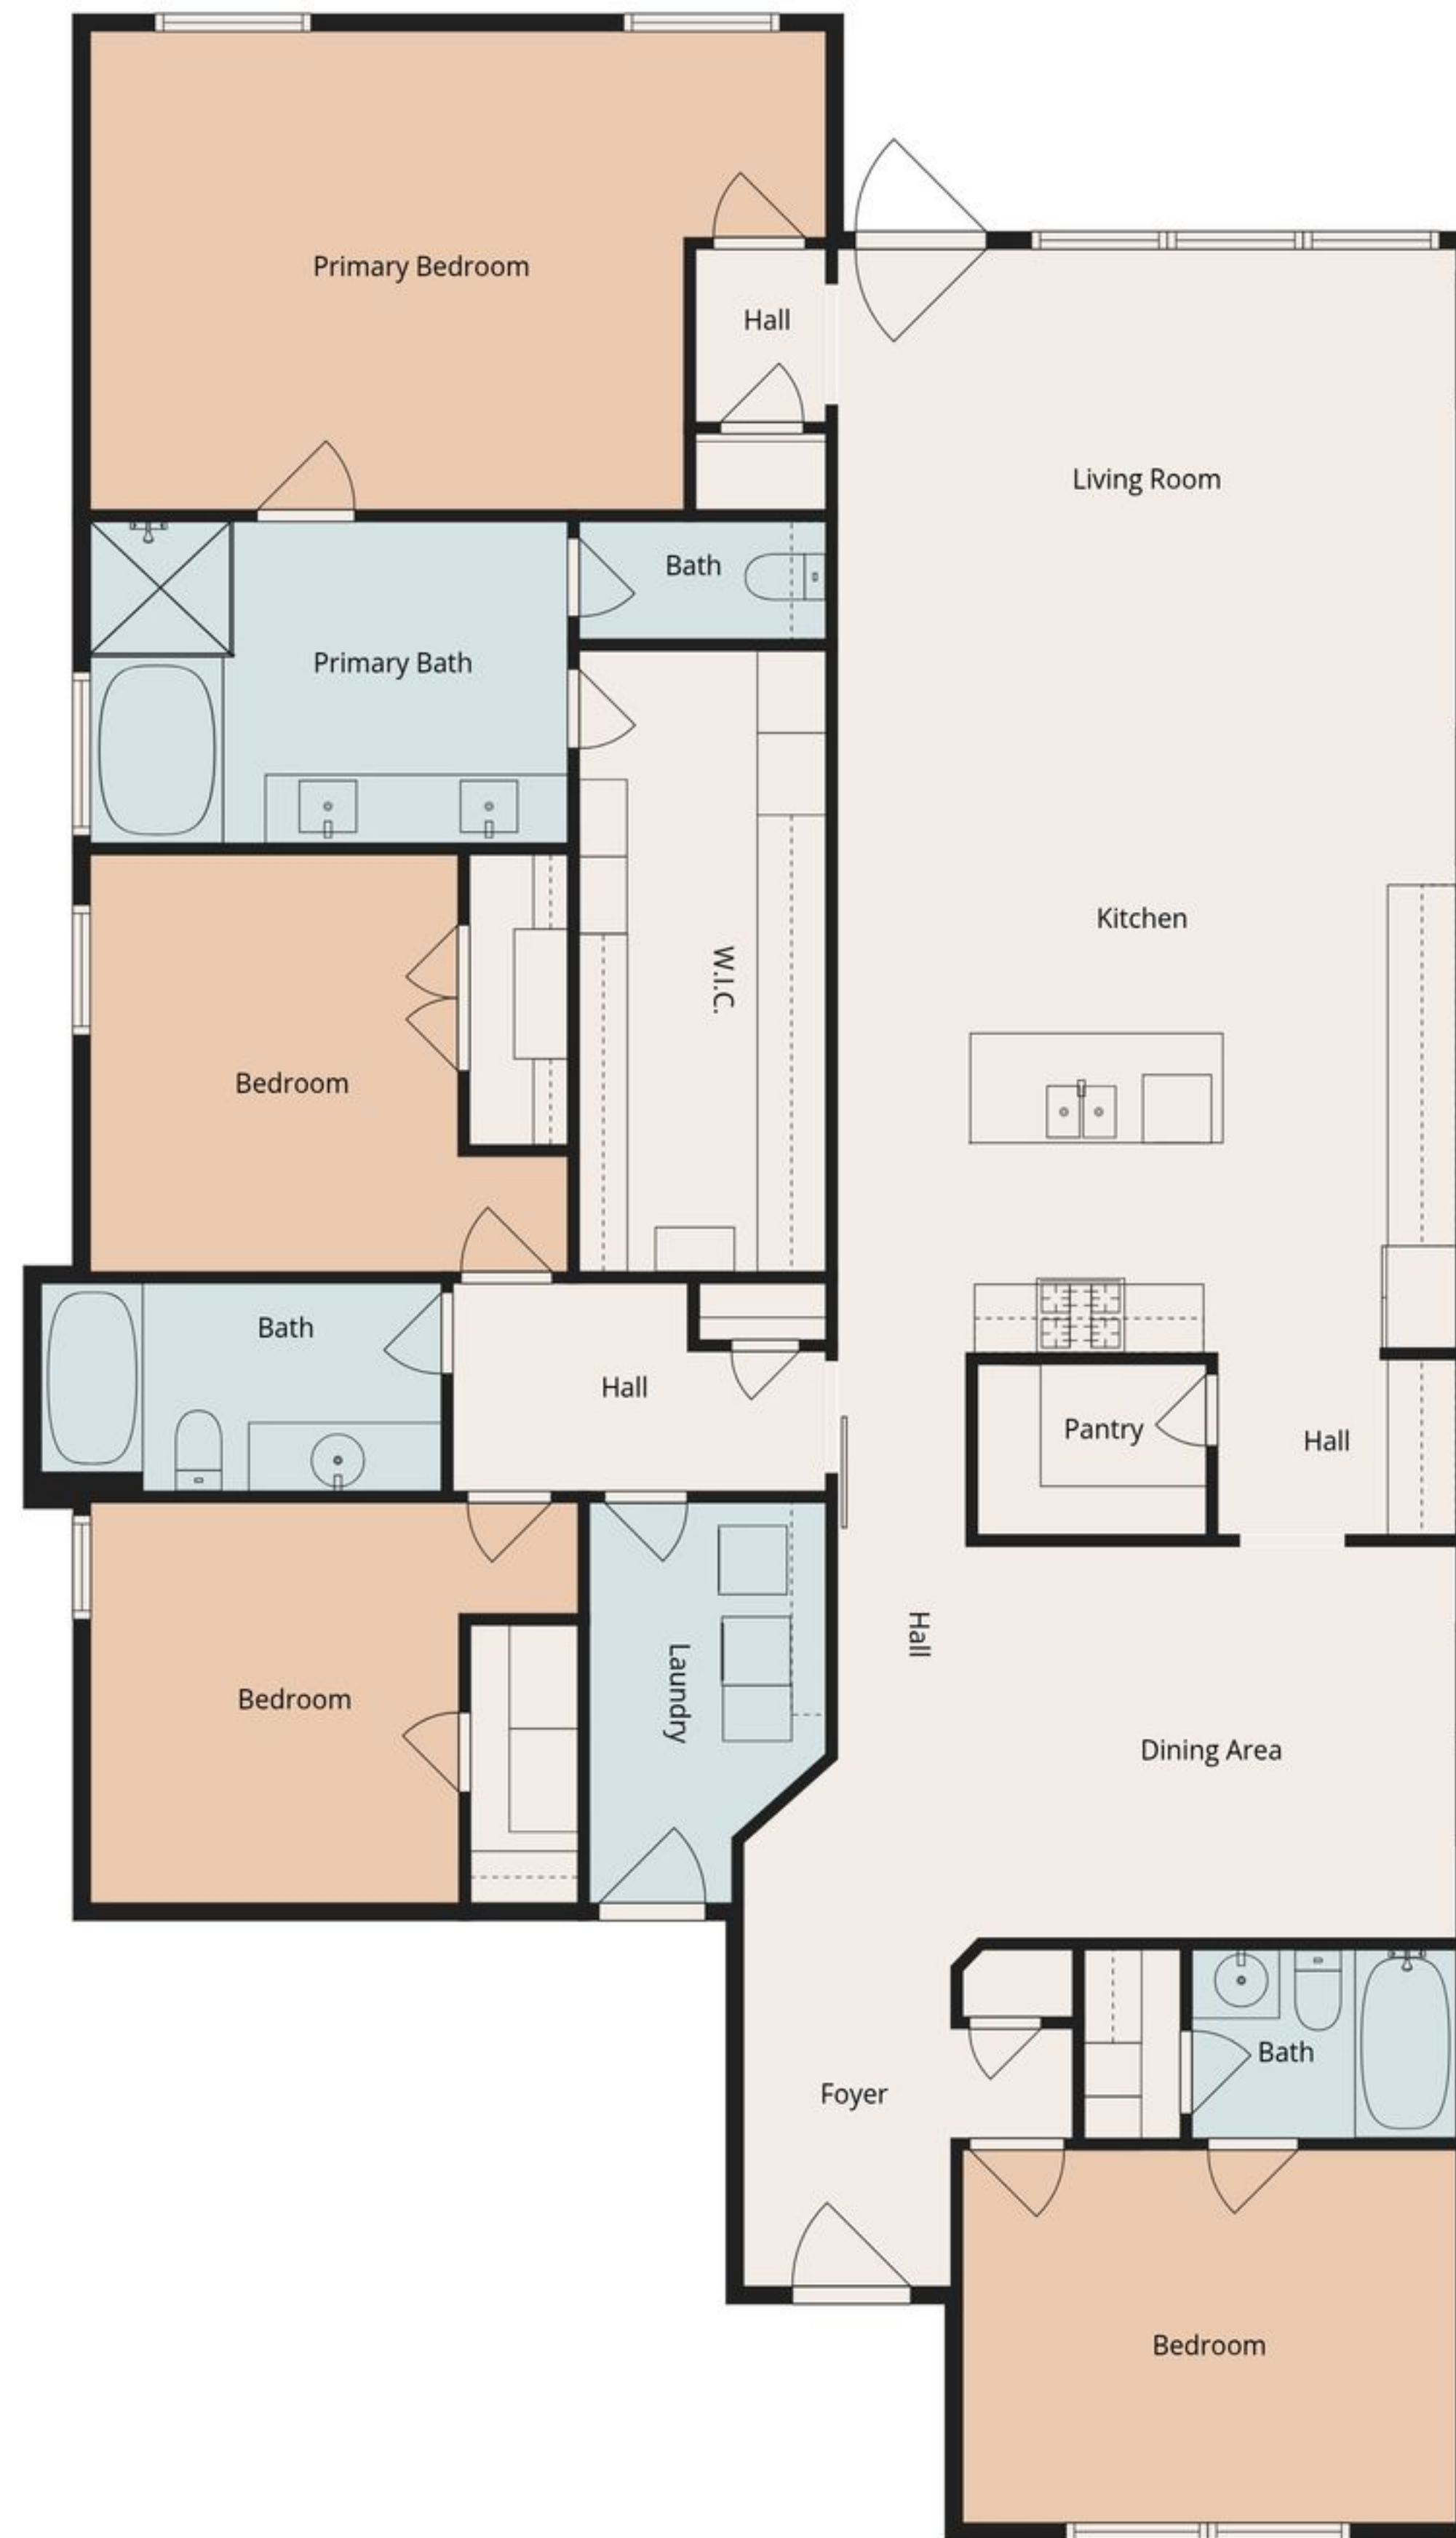 Primary Bedroom
Hall
Living Room
Bath
Primary Bath
Kitchen
W.I.C.
Bedroom
Bath
Hall
Pantry
Hall
Hall
Laundry
Bedroom
Dining Area
Bath
Foyer
Bedroom